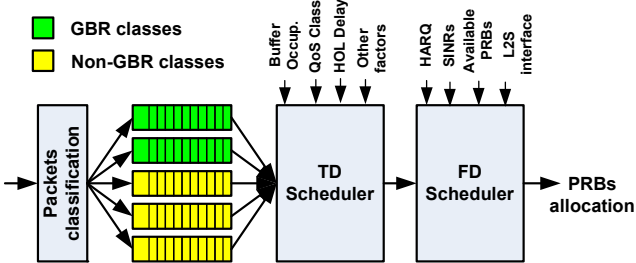 GBR classes
Non-GBR classes
Buffer
Occup.
QoS Class
HOL Delay
Other
factors
HARQ
SINRs
Available
PRBs
L2S
interface
Packets
classification
TD
Scheduler
FD
Scheduler
PRBs
allocation